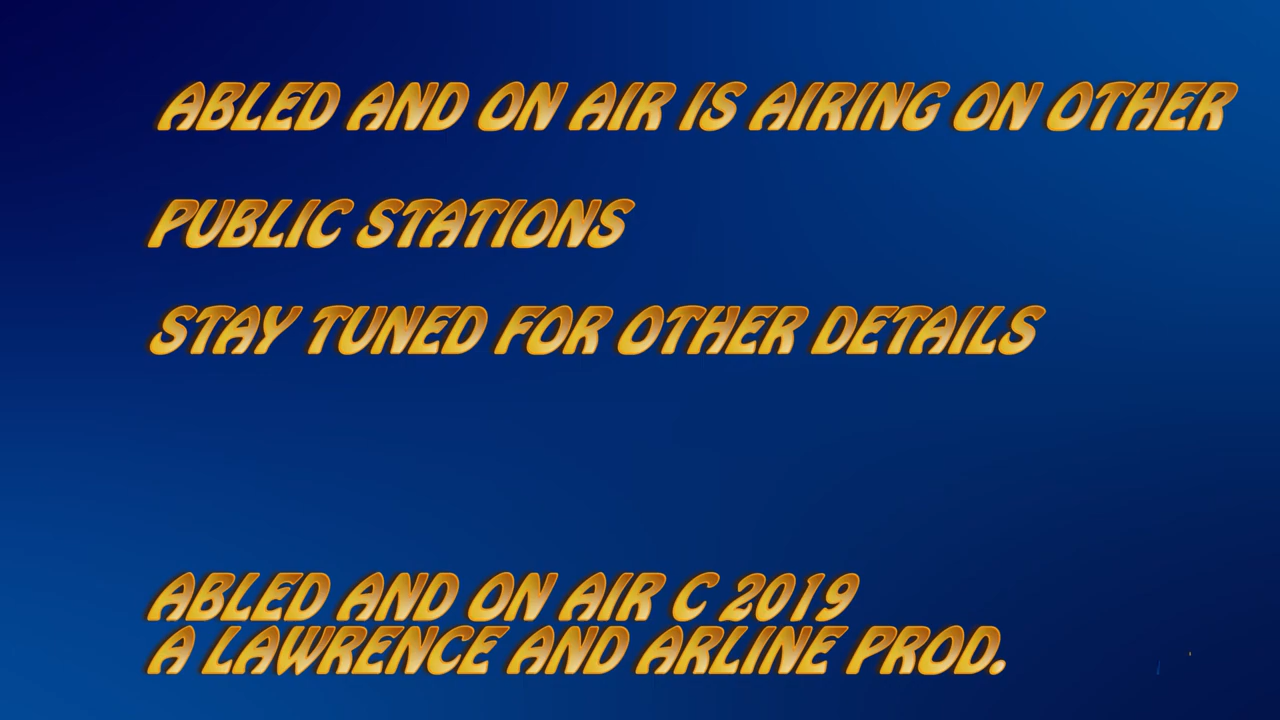 ABLED AND ON AIR IS AIRING ON OTHER
PUBLIC STATIONS
STAY TUNED FOR OTHER DETAILS
ABLED AND ON AIR C 2019
A LAWRENCE AND ARLINE PROD.